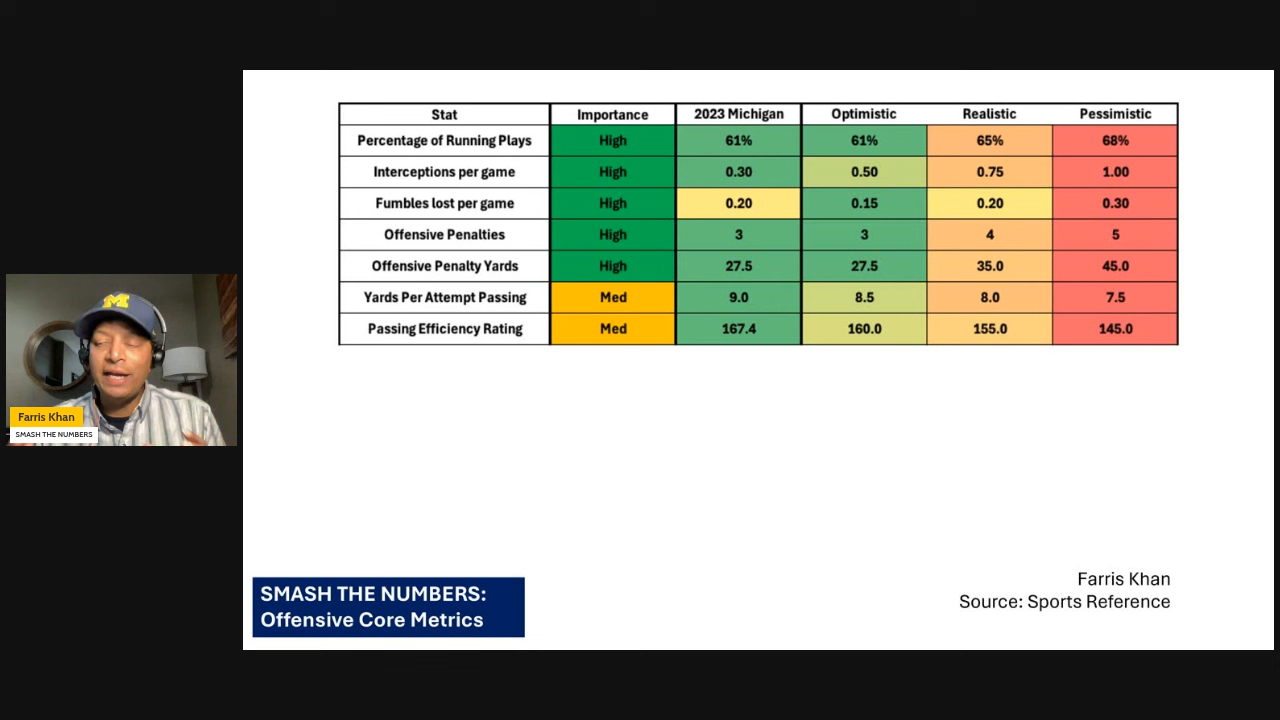 Stat Importance 2023 Michigan Optimistic Realistic Pessimistic
Percentage of Running Plays High 61% 61% 65% 68%
Interceptions per game High 0.30 0.50 0.75 1.00
Fumbles lost per game High 0.20 0.15 0.20 0.30
Offensive Penalties High 3 3 4 5
Offensive Penalty Yards High 27.5 27.5 35.0 45.0
Yards Per Attempt Passing Med 9.0 8.5 8.0 7.5
Passing Efficiency Rating Med 167.4 160.0 155.0 145.0
M
Farris Khan
SMASH THE NUMBERS
SMASH THE NUMBERS:
Offensive Core Metrics
Farris Khan
Source: Sports Reference